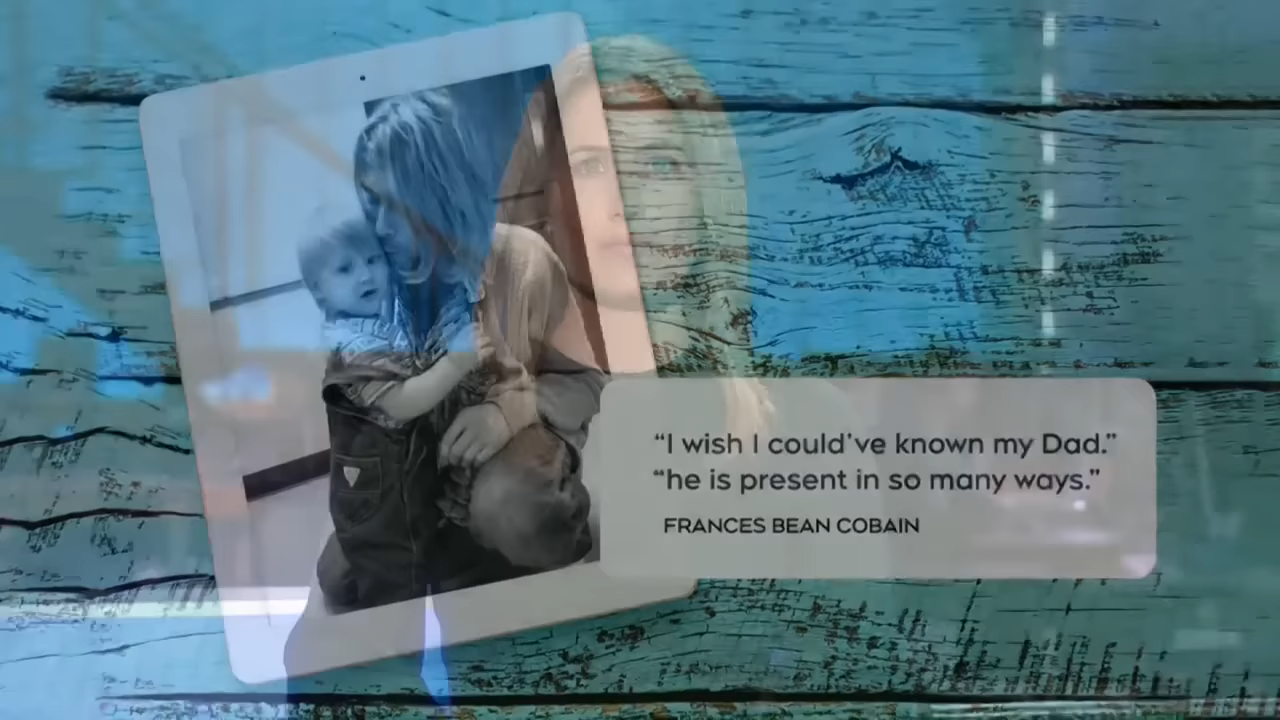 “I wish I could’ve known my Dad.”
“he is present in so many ways.”
FRANCES BEAN COBAIN